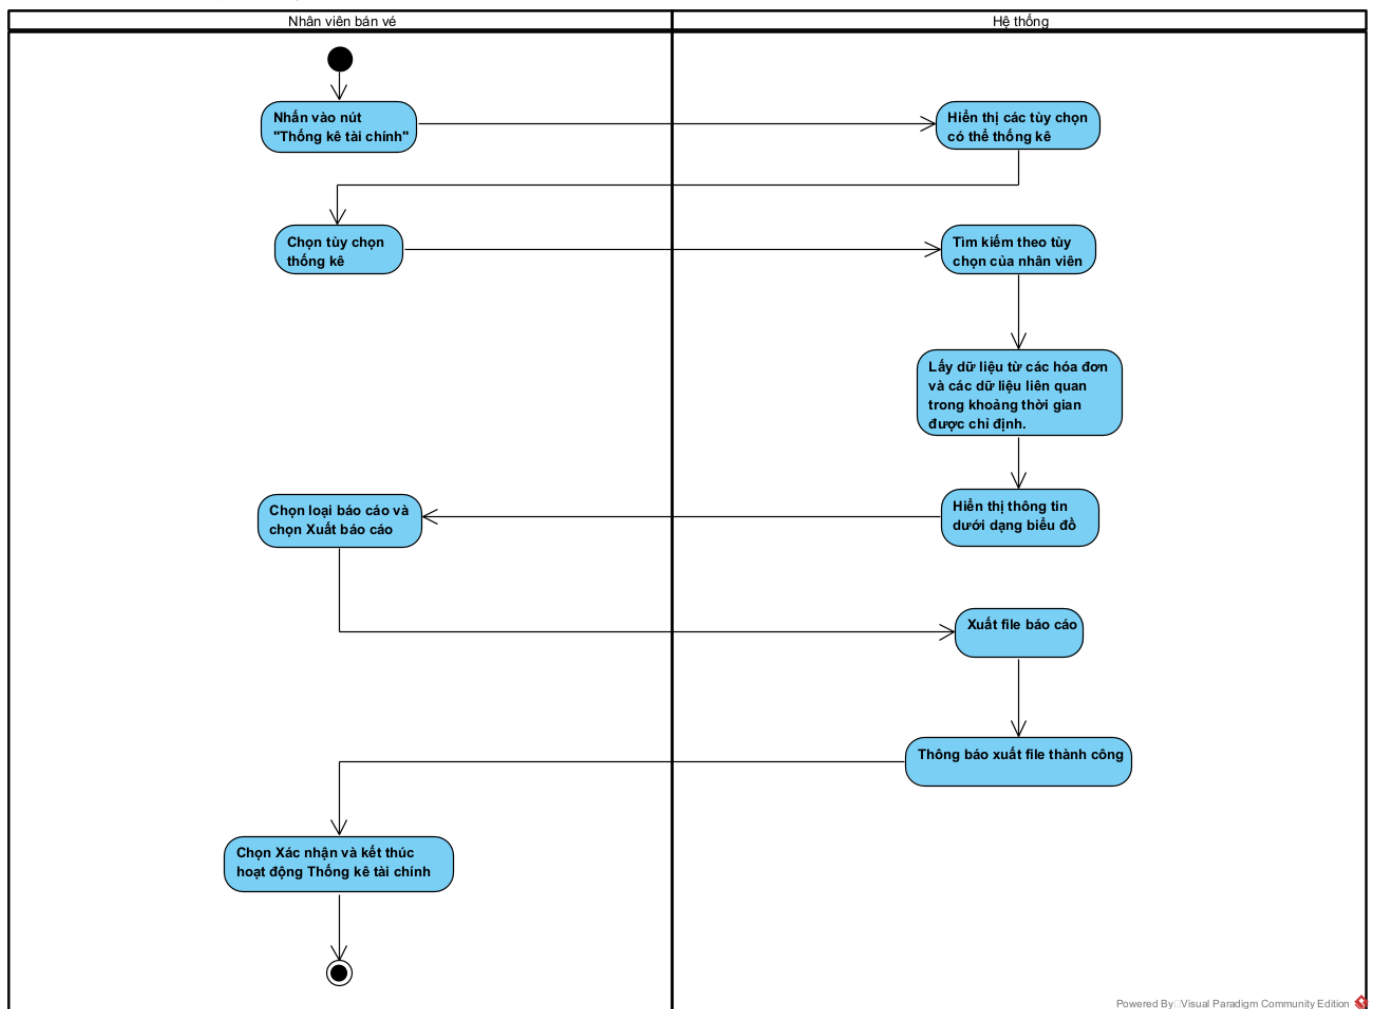 Nhân viên bán vé
Hệ thống
Nhấn vào nút
"Thống kê tài chính"
Hiển thị các tùy chọn
có thể thống kê
Chọn tùy chọn
thống kê
Tìm kiếm theo tùy
chọn của nhân viên
Lấy dữ liệu từ các hóa đơn
và các dữ liệu liên quan
trong khoảng thời gian
được chỉ định.
Hiển thị thông tin
dưới dạng biểu đồ
Chọn loại báo cáo và
chọn Xuất báo cáo
Xuất file báo cáo
Thông báo xuất file thành công
Chọn Xác nhận và kết thúc
hoạt động Thống kê tài chính
Powered By Visual Paradigm Community Edition